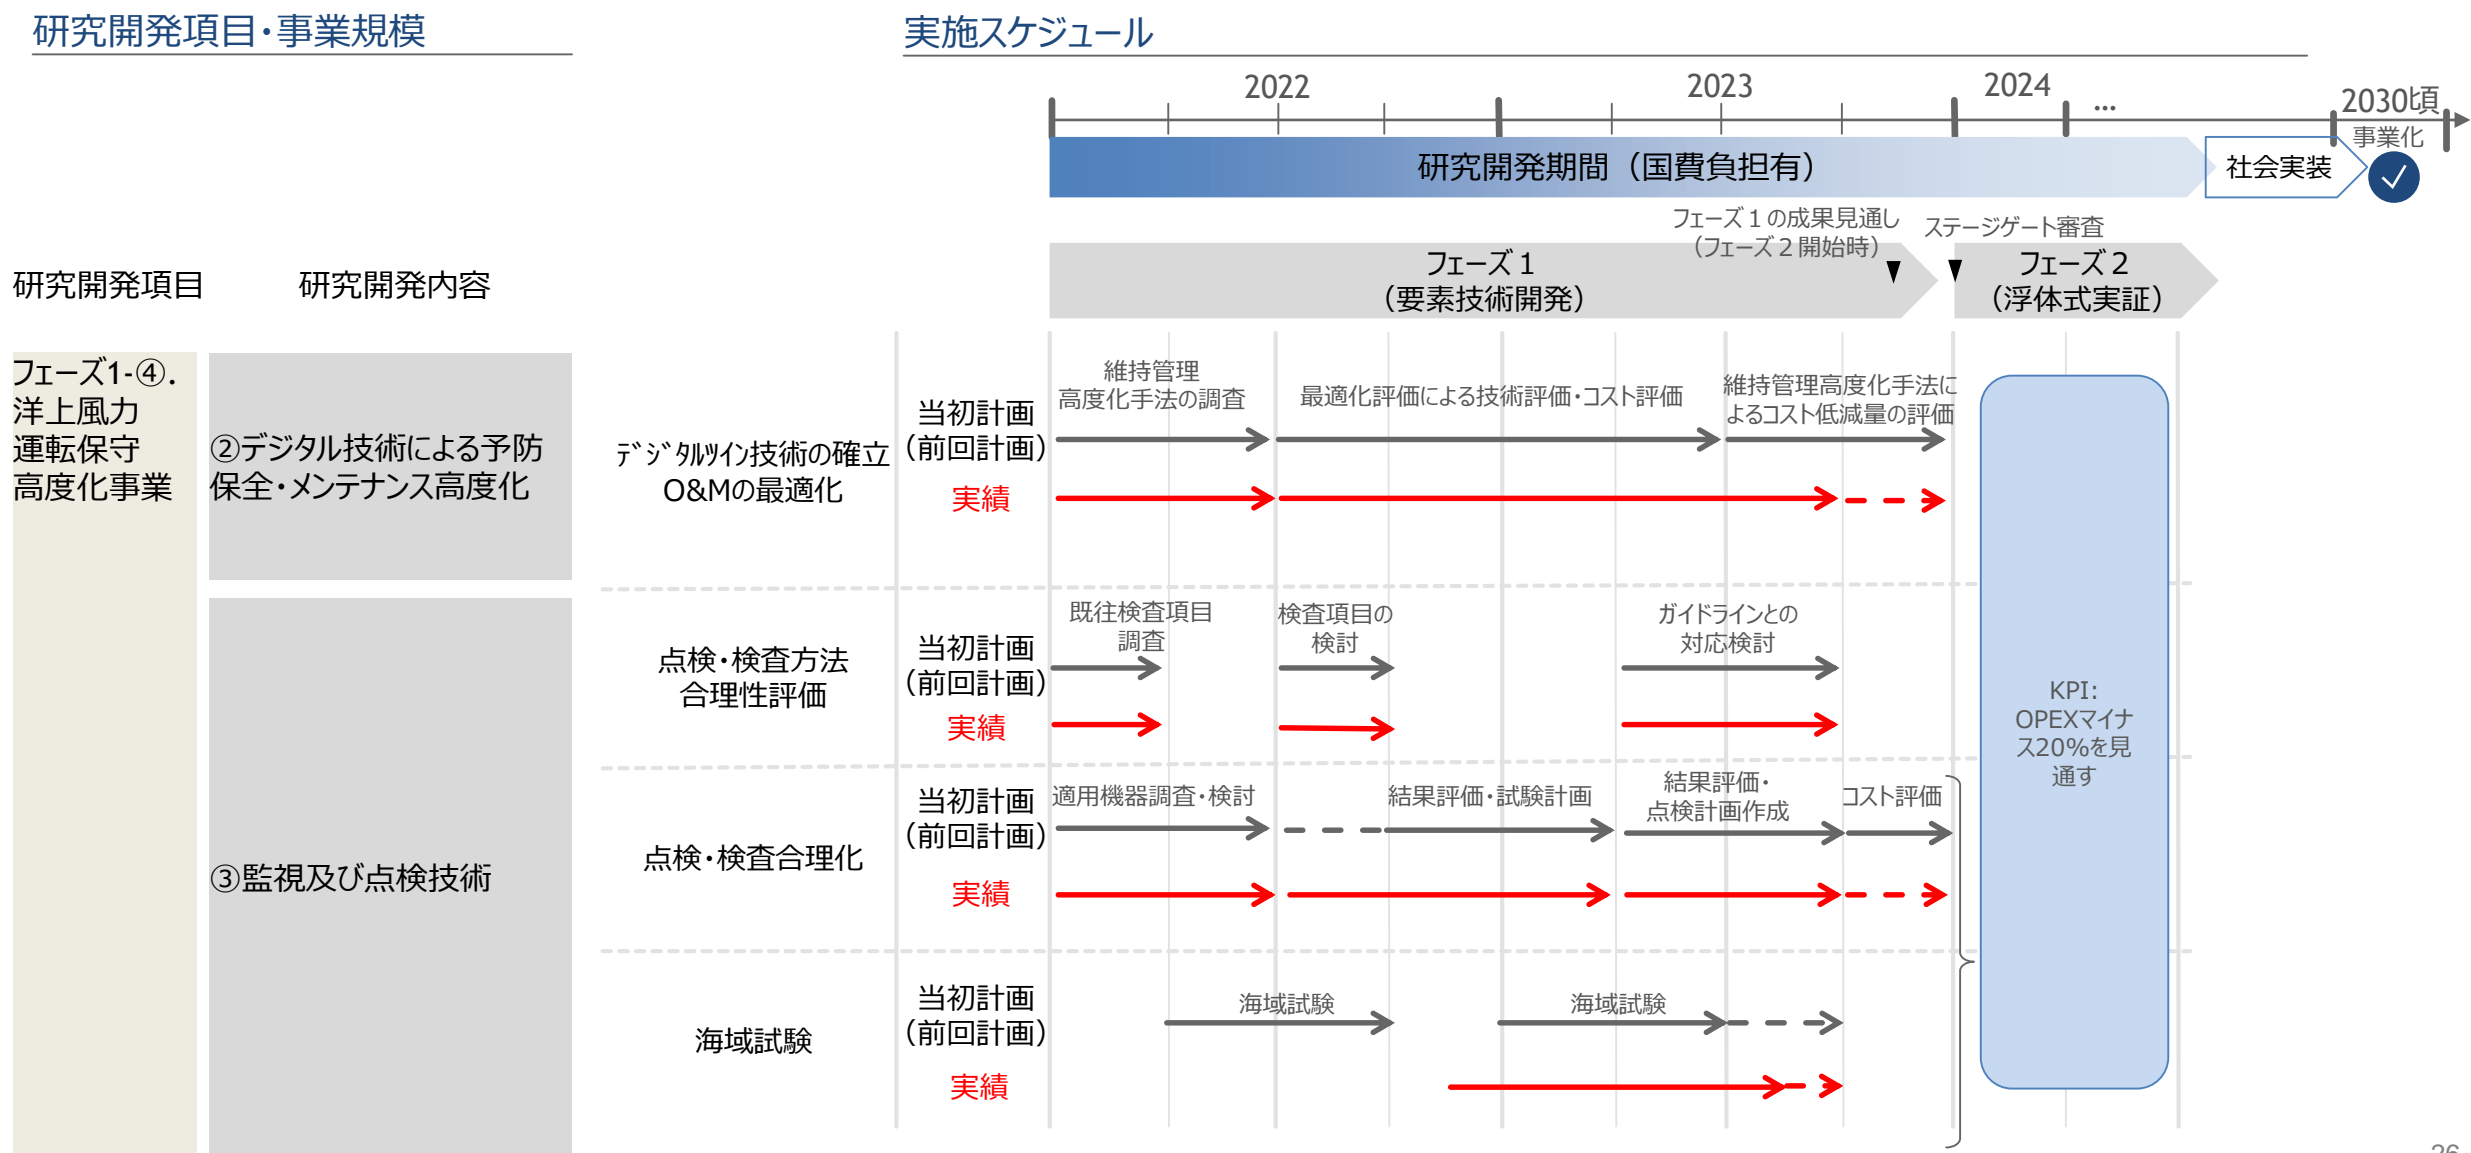 研究開発項目・事業規模
実施スケジュール
2022
2023
2024
...
2030頃
事業化
研究開発期間（国費負担有）
社会実装
フェーズ１の成果見通し
（フェーズ２開始時）
ステージゲート審査
フェーズ１
（要素技術開発）
フェーズ２
（浮体式実証）
研究開発項目
研究開発内容
フェーズ1-④．
洋上風力
運転保守
高度化事業
②デジタル技術による予防
保全・メンテナンス高度化
ﾃﾞｼﾞﾀﾙﾂｲﾝ技術の確立
O&Mの最適化
当初計画
（前回計画）
実績
維持管理
高度化手法の調査
最適化評価による技術評価・コスト評価
維持管理高度化手法に
よるコスト低減量の評価
③監視及び点検技術
点検・検査方法
合理性評価
当初計画
（前回計画）
実績
既往検査項目
調査
検査項目の
検討
ガイドラインとの
対応検討
点検・検査合理化
当初計画
（前回計画）
実績
適用機器調査・検討
結果評価・試験計画
結果評価・
点検計画作成
コスト評価
海域試験
当初計画
（前回計画）
実績
海域試験
海域試験
KPI:
OPEXマイナ
ス20%を見
通す